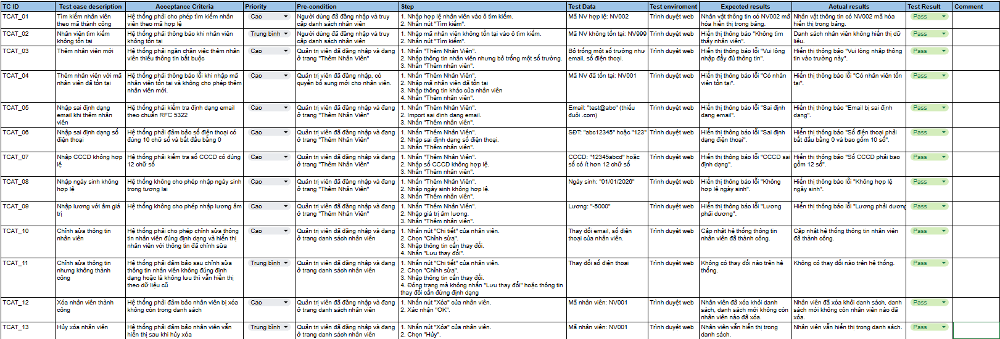 TC ID Test case description Acceptance Criteria Priority Pre-condition Step Test Data Test enviroment Expected results Actual results Test Result Comment
TCAT_01 Tìm kiếm nhân viên theo mã thành công Hệ thống phải cho phép tìm kiếm nhân viên theo mã hợp lệ Cao Người dùng đã đăng nhập và truy cập danh sách nhân viên
1. Nhập hợp lệ nhân viên vào ô tìm kiếm.
2. Nhấn nút "Tìm kiếm".
Mã NV hợp lệ: NV002 Trình duyệt web Nhân vật thông tin có NV002 mã hóa hiển thị trong bảng. Nhân vật thông tin có NV002 mã hóa hiển thị trong bảng. Pass
TCAT_02 Nhân viên tìm kiếm không tồn tại Hệ thống phải thông báo khi nhân viên không tồn tại Trung bình Người dùng đã đăng nhập và truy cập danh sách nhân viên
1. Nhập mã nhân viên không tồn tại vào ô tìm kiếm.
2. Nhấn nút "Tìm kiếm".
Mã NV không tồn tại: NV999 Trình duyệt web Hiển thị thông báo "Không tìm thấy nhân viên". Danh sách nhân viên không hiển thị dữ liệu. Pass
TCAT_03 Thêm nhân viên mới Hệ thống phải ngăn chặn việc thêm nhân viên thiếu thông tin bắt buộc Cao Quản trị viên đã đăng nhập và đang ở trang "Thêm Nhân Viên"
1. Nhấn "Thêm Nhân Viên".
2. Nhập thông tin nhân viên nhưng bỏ trống một số trường.
3. Nhấn "Thêm nhân viên".
Bỏ trống một số trường như email, số điện thoại. Trình duyệt web Hiển thị thông báo lỗi "Vui lòng nhập đầy đủ thông tin". Hiển thị thông báo "Vui lòng nhập thông tin vào trường này". Pass
TCAT_04 Thêm nhân viên với mã nhân viên đã tồn tại Hệ thống phải thông báo lỗi khi nhập mã nhân viên tồn tại và không cho phép thêm nhân viên mới. Cao Quản trị viên đã đăng nhập, có quyền bổ sung mới cho nhân viên.
1. Nhấn "Thêm Nhân Viên".
2. Nhập mã nhân viên đã tồn tại
3. Nhập thông tin khác của nhân viên
4. Nhấn "Thêm nhân viên".
Mã NV đã tồn tại: NV001 Trình duyệt web Hiển thị thông báo lỗi "Có nhân viên tồn tại". Hiển thị thông báo lỗi "Có nhân viên tồn tại". Pass
TCAT_05 Nhập sai định dạng email khi thêm nhân viên Hệ thống phải kiểm tra định dạng email theo chuẩn RFC 5322 Cao Quản trị viên đã đăng nhập và đang ở trang "Thêm Nhân Viên"
1. Nhấn "Thêm Nhân Viên".
2. Import sai định dạng email.
3. Nhấn "Thêm nhân viên".
Email: "test@abc" (thiếu đuôi .com) Trình duyệt web Hiển thị thông báo lỗi "Sai định dạng email". Hiển thị thông báo "Email bị sai định dạng". Pass
TCAT_06 Nhập sai định dạng số điện thoại Hệ thống phải đảm bảo số điện thoại có đúng 10 chữ số và bắt đầu bằng 0 Cao Quản trị viên đã đăng nhập và đang ở trang "Thêm Nhân Viên"
1. Nhấn "Thêm Nhân Viên".
2. Nhập sai định dạng số điện thoại.
3. Nhấn "Thêm nhân viên".
SĐT: "abc12345" hoặc "123" Trình duyệt web Hiển thị thông báo lỗi "Sai định dạng điện thoại". Hiển thị thông báo "Số điện thoại phải bắt đầu bằng 0 và bao gồm 10 số". Pass
TCAT_07 Nhập CCCD không hợp lệ Hệ thống phải kiểm tra số CCCD có đúng 12 chữ số Cao Quản trị viên đã đăng nhập và đang ở trang "Thêm Nhân Viên"
1. Nhấn "Thêm Nhân Viên".
2. Nhập số CCCD không hợp lệ.
3. Nhấn "Thêm nhân viên".
CCCD: "12345abcd" hoặc số có ít hơn 12 chữ số Trình duyệt web Hiển thị thông báo lỗi "CCCD sai định dạng". Hiển thị thông báo "Số CCCD phải bao gồm 12 số". Pass
TCAT_08 Nhập ngày sinh không hợp lệ Hệ thống không cho phép nhập ngày sinh trong tương lai Cao Quản trị viên đã đăng nhập và đang ở trang "Thêm Nhân Viên"
1. Nhấn "Thêm Nhân Viên".
2. Nhập ngày sinh không hợp lệ.
3. Nhấn "Thêm nhân viên".
Ngày sinh: "01/01/2026" Trình duyệt web Hiển thị thông báo lỗi "Không hợp lệ ngày sinh". Hiển thị thông báo lỗi "Không hợp lệ ngày sinh". Pass
TCAT_09 Nhập lương với âm giá trị Hệ thống không cho phép nhập lương âm Cao Quản trị viên đã đăng nhập và đang ở trang "Thêm Nhân Viên"
1. Nhấn "Thêm Nhân Viên".
2. Nhập giá trị âm lương.
3. Nhấn "Thêm nhân viên".
Lương: "-5000" Trình duyệt web Hiển thị thông báo lỗi "Lương phải dương". Hiển thị thông báo lỗi "Lương phải dương Pass
TCAT_10 Chỉnh sửa thông tin nhân viên Hệ thống phải cho phép chỉnh sửa thông tin nhân viên đúng định dạng và hiển thị nhân viên với thông tin đã chỉnh sửa Cao Quản trị viên đã đăng nhập và đang ở trang danh sách nhân viên
1. Nhấn nút "Chi tiết" của nhân viên.
2. Chọn "Chỉnh sửa".
3. Nhập thông tin cần thay đổi.
4. Nhấn "Lưu thay đổi".
Thay đổi email, số điện thoại của nhân viên. Trình duyệt web Cập nhật hệ thống thông tin nhân viên đã thành công. Cập nhật hệ thống thông tin nhân viên đã thành công. Pass
TCAT_11 Chỉnh sửa thông tin nhưng không thành công Hệ thống phải đảm bảo sau chỉnh sửa thông tin nhân viên không đúng định dạng hoặc là không lưu thì vẫn hiển thị theo dữ liệu cũ Trung bình Quản trị viên đã đăng nhập và đang ở trang danh sách nhân viên
1. Nhấn nút "Chi tiết" của nhân viên.
2. Chọn "Chỉnh sửa".
3. Nhập thông tin cần thay đổi.
4. Đóng trang mà không nhấn "Lưu thay đổi" hoặc thông tin thay đổi cần đứng định dạng
Thay đổi số điện thoại Trình duyệt web Không có thay đổi nào trên hệ thống. Không có thay đổi nào trên hệ thống. Pass
TCAT_12 Xóa nhân viên thành công Hệ thống phải đảm bảo nhân viên bị xóa không còn trong danh sách Cao Quản trị viên đã đăng nhập và đang ở trang danh sách nhân viên
1. Nhấn nút "Xóa" của nhân viên.
2. Xác nhận "OK".
Mã nhân viên: NV001 Trình duyệt web Nhân viên đã xóa khỏi danh sách, danh sách mới không còn nhân viên nào đã xóa. Nhân viên đã xóa khỏi danh sách, danh sách mới không còn nhân viên nào đã xóa. Pass
TCAT_13 Hủy xóa nhân viên Hệ thống phải đảm bảo nhân viên vẫn hiển thị sau khi hủy xóa Trung bình Quản trị viên đã đăng nhập và đang ở trang danh sách nhân viên
1. Nhấn nút "Xóa" của nhân viên.
2. Chọn "Hủy".
Mã nhân viên: NV001 Trình duyệt web Nhân viên vẫn hiển thị trong danh sách. Nhân viên vẫn hiển thị trong danh sách. Pass